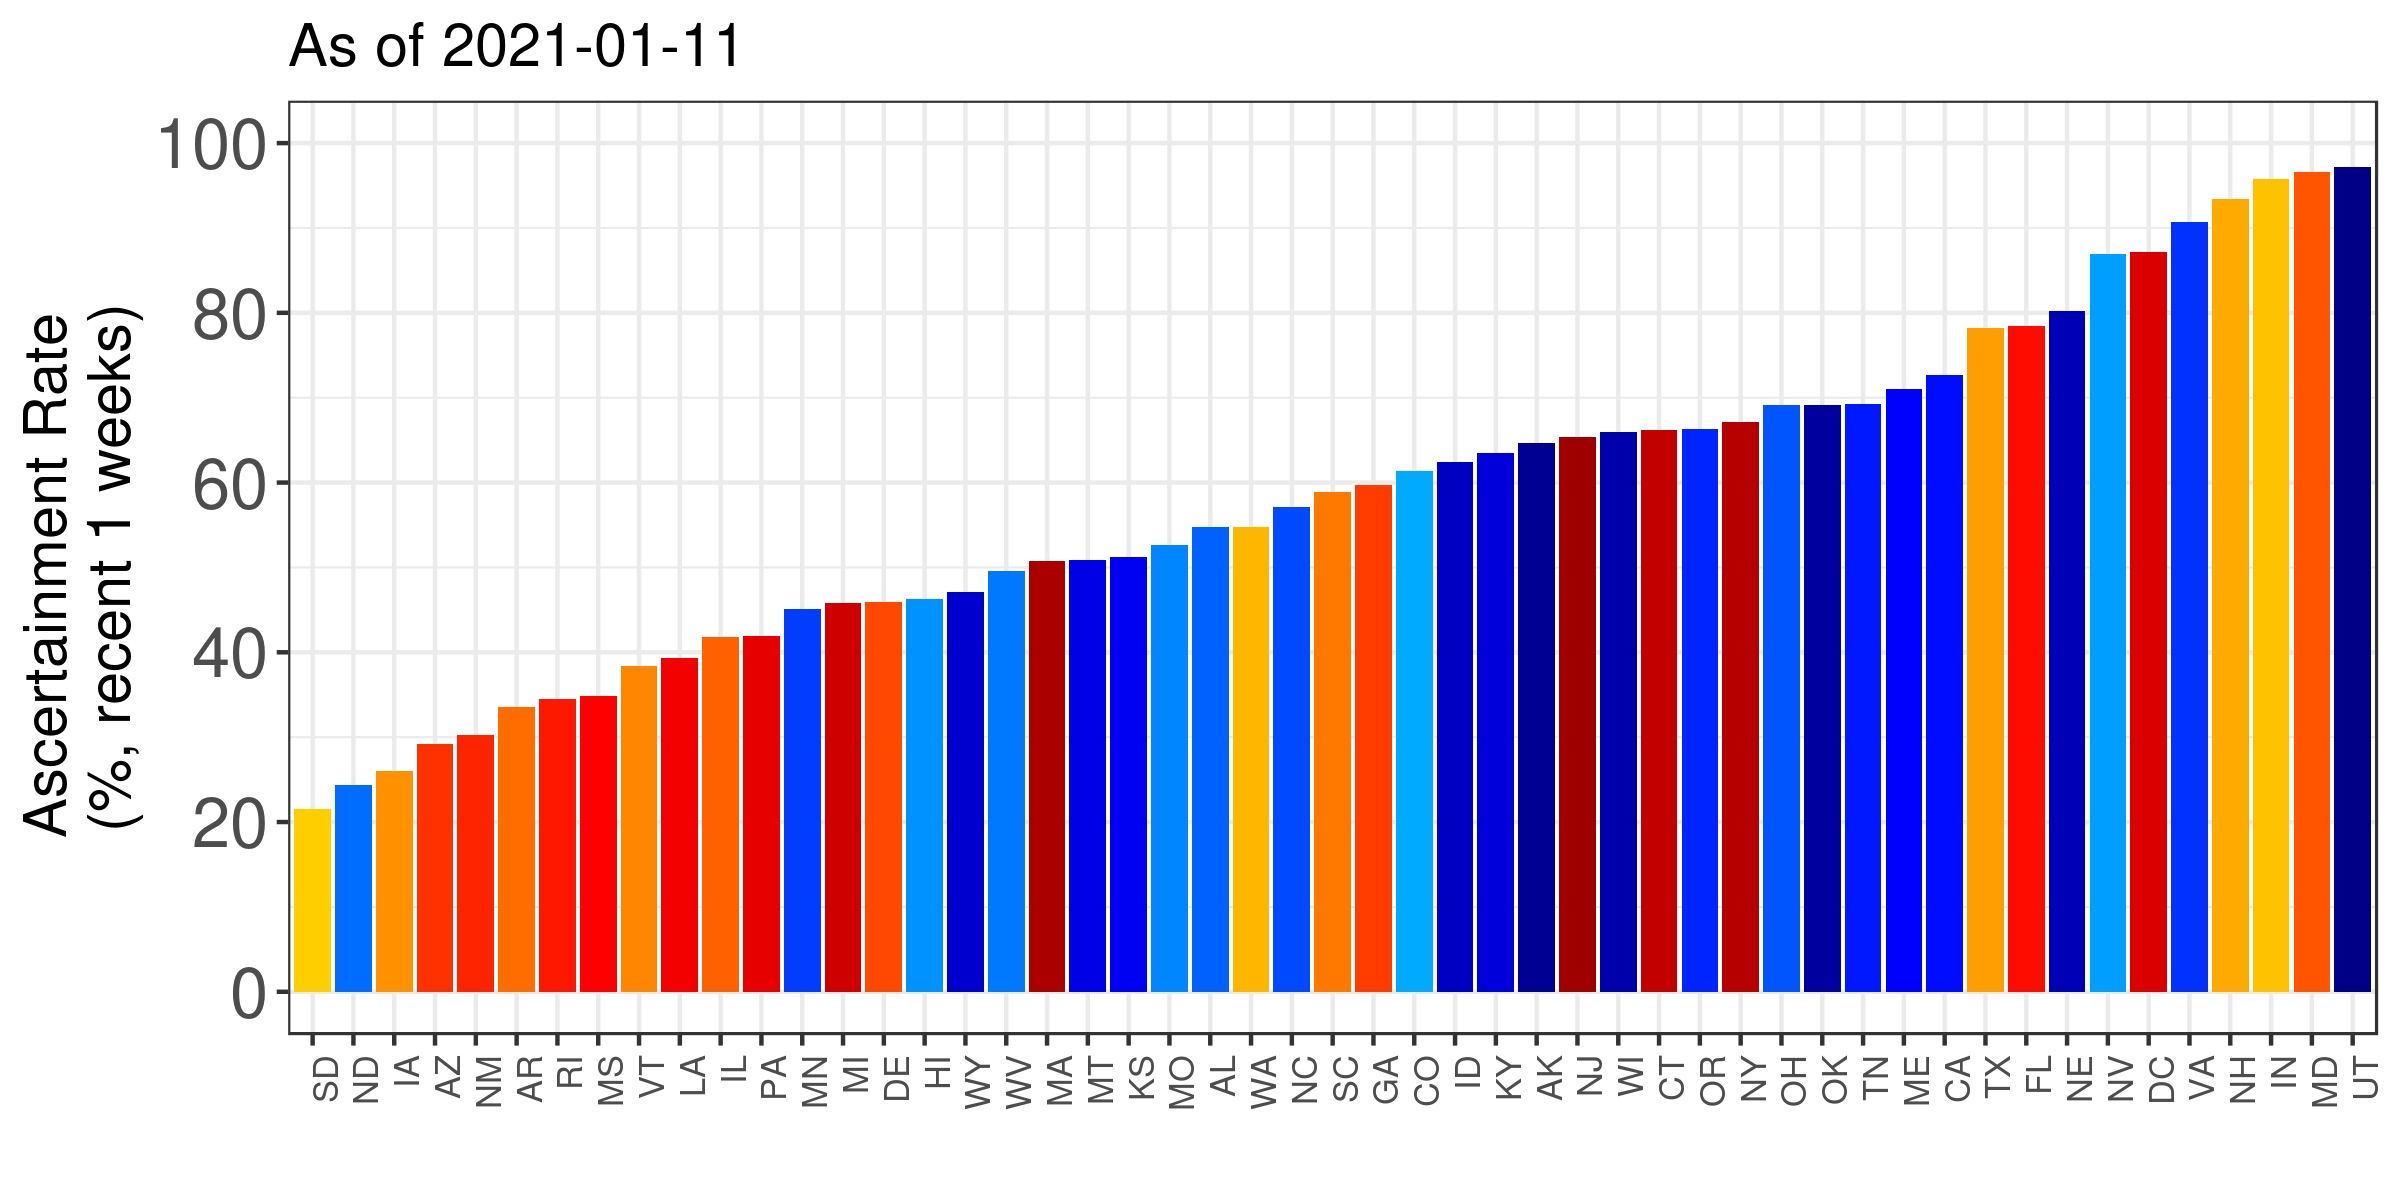 As of 2021-01-11
Ascertainment Rate
(%, recent 1 weeks)
100
80
60
40
20
0
SD ND IA AZ NM AR RI MS VT LA IL PA MN MI DE HI WY WV MA MT KS MO AL WA NC SC GA CO ID KY AK NJ WI CT OR NY OH OK TN ME CA TX FL NE NV DC VA NH IN MD UT